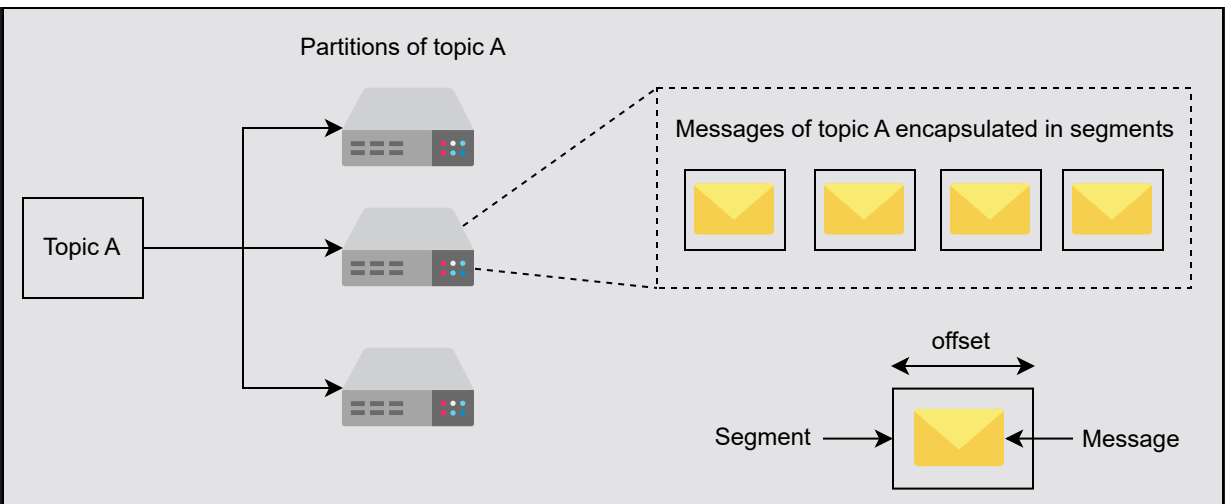 Partitions of topic A
Messages of topic A encapsulated in segments
Topic A
offset
Segment
Message